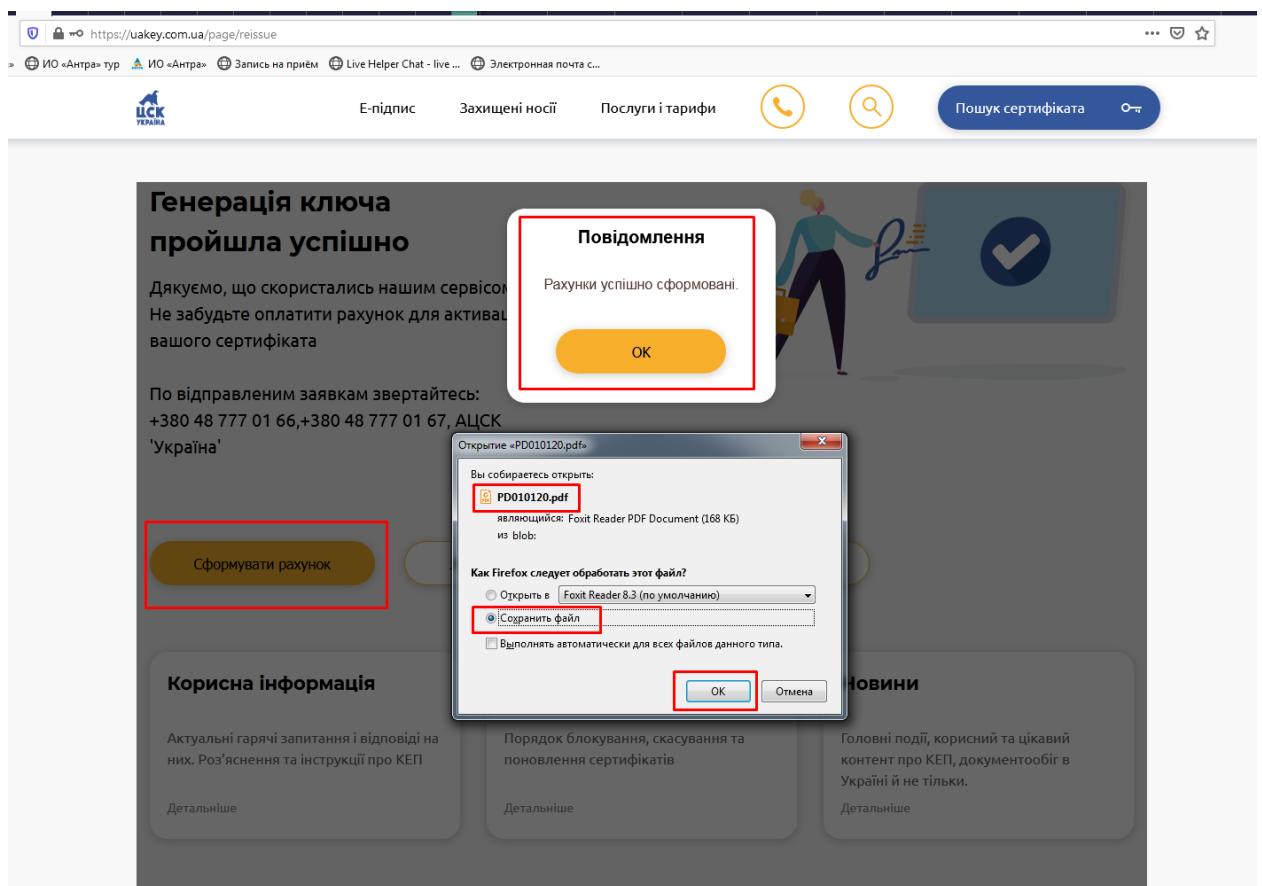 https://uakey.com.ua/page/reissue
ИО «Антра» тур ИО «Антра» Запись на приём Live Helper Chat - live ... Электронная почта с...
ЦСК
УКРАЇНА
Е-підпис Захищені носії Послуги і тарифи Пошук сертифіката
Генерація ключа
пройшла успішно
Дякуємо, що скористались нашим сервісом
Не забудьте оплатити рахунок для
вашого сертифіката
По відправленим заявкам звертайтесь:
+380 48 777 01 66,+380 48 777 01 67, АЦСК
'Україна'
Повідомлення
Рахунки успішно сформовані.
ОК
Сформувати рахунок
Открытие «PD010120.pdf»
Вы собираетесь открыть:
PD010120.pdf
являющийся: Foxit Reader PDF Document (168 КБ)
из blob:
Как Firefox следует обработать этот файл?
Открыть в Foxit Reader 8.3 (по умолчанию)
Сохранить файл
Выполнять автоматически для всех файлов данного типа.
ОК Отмена
Корисна інформація
Актуальні гарячі запитання і відповіді на
них. Роз’яснення та інструкції про КЕП
Детальніше
Порядок блокування, скасування та
поновлення сертифікатів
Детальніше
Новини
Головні події, корисний та цікавий
контент про КЕП, документообіг в
Україні й не тільки.
Детальніше